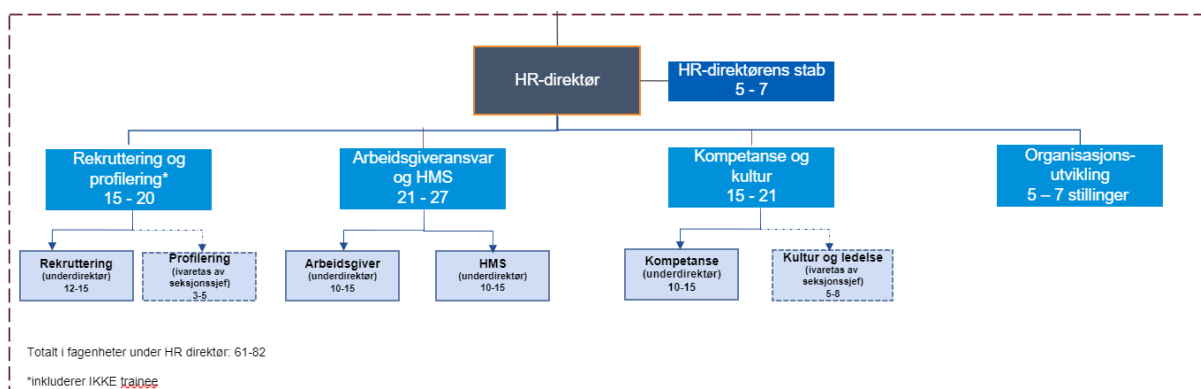 HR-direktør
HR-direktørens stab
5 - 7
Rekruttering og
profilering*
15 - 20
Arbeidsgiveransvar
og HMS
21 - 27
Kompetanse og
kultur
15 - 21
Organisasjons-
utvikling
5 – 7 stillinger
Rekruttering
(underdirektør)
12-15
Profilering
(ivaretas av
seksjonssjef)
3-5
Arbeidsgiver
(underdirektør)
10-15
HMS
(underdirektør)
10-15
Kompetanse
(underdirektør)
10-15
Kultur og ledelse
(ivaretas av
seksjonssjef)
5-8
Totalt i fagenheter under HR direktør: 61-82
*inkluderer IKKE trainee